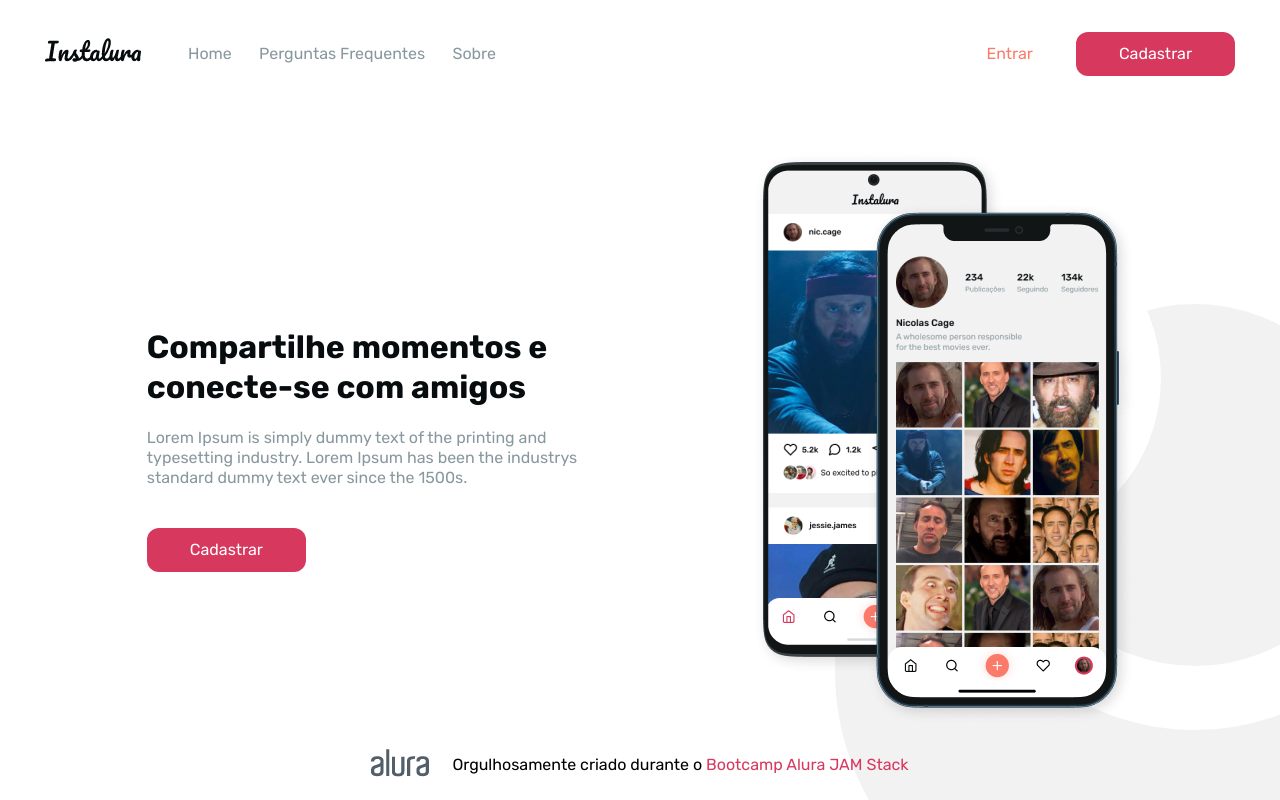 Instalura
Home
Perguntas Frequentes
Sobre
Entrar
Cadastrar
Compartilhe momentos e
conecte-se com amigos
Lorem Ipsum is simply dummy text of the printing and
typesetting industry. Lorem Ipsum has been the industrys
standard dummy text ever since the 1500s.
Cadastrar
Instalura
nic.cage
5.2k
1.2k
So excited to
jessie.james
234
22k
134k
Publicações
Seguindo
Seguidores
Nicolas Cage
A wholesome person responsible
for the best movies ever.
alura
Orgulhosamente criado durante o Bootcamp Alura JAM Stack